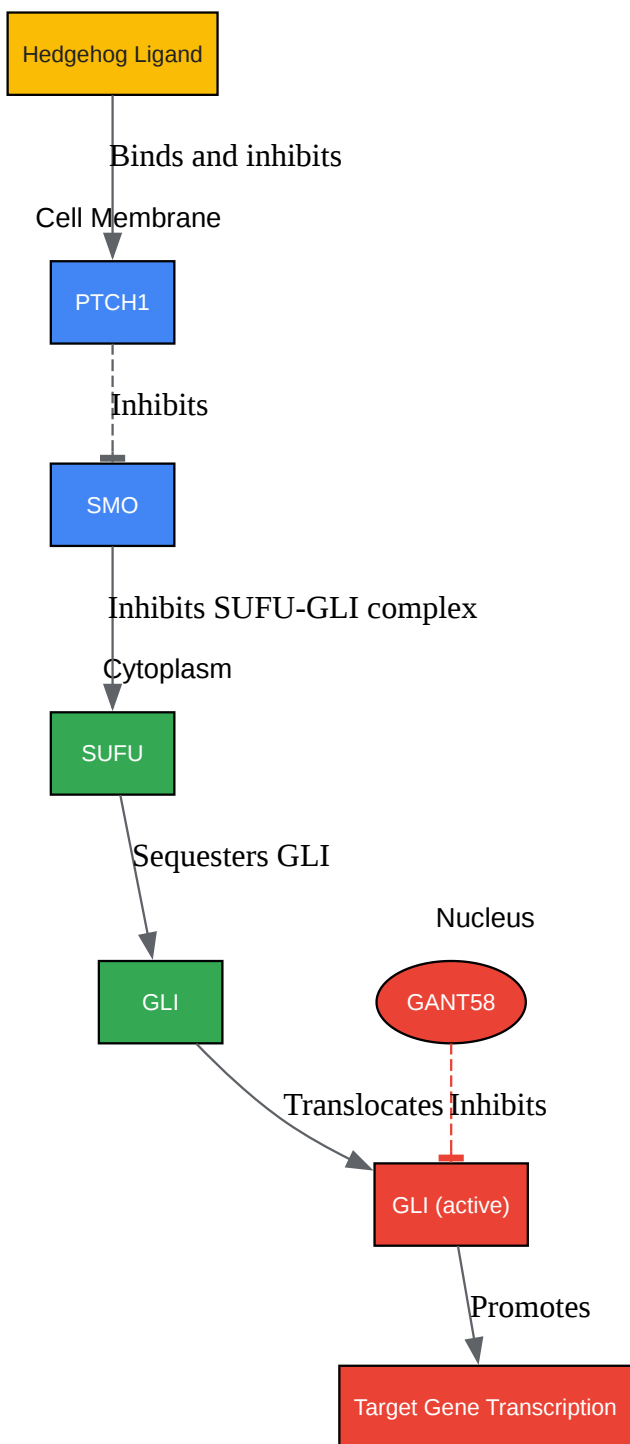 Hedgehog Ligand
Binds and inhibits
Cell Membrane
PTCH1
Inhibits
SMO
Inhibits SUFU-GLI complex
Cytoplasm
SUFU
Sequesters GLI
Nucleus
GLI
GANT58
Translocates
Inhibits
GLI (active)
Promotes
Target Gene Transcription